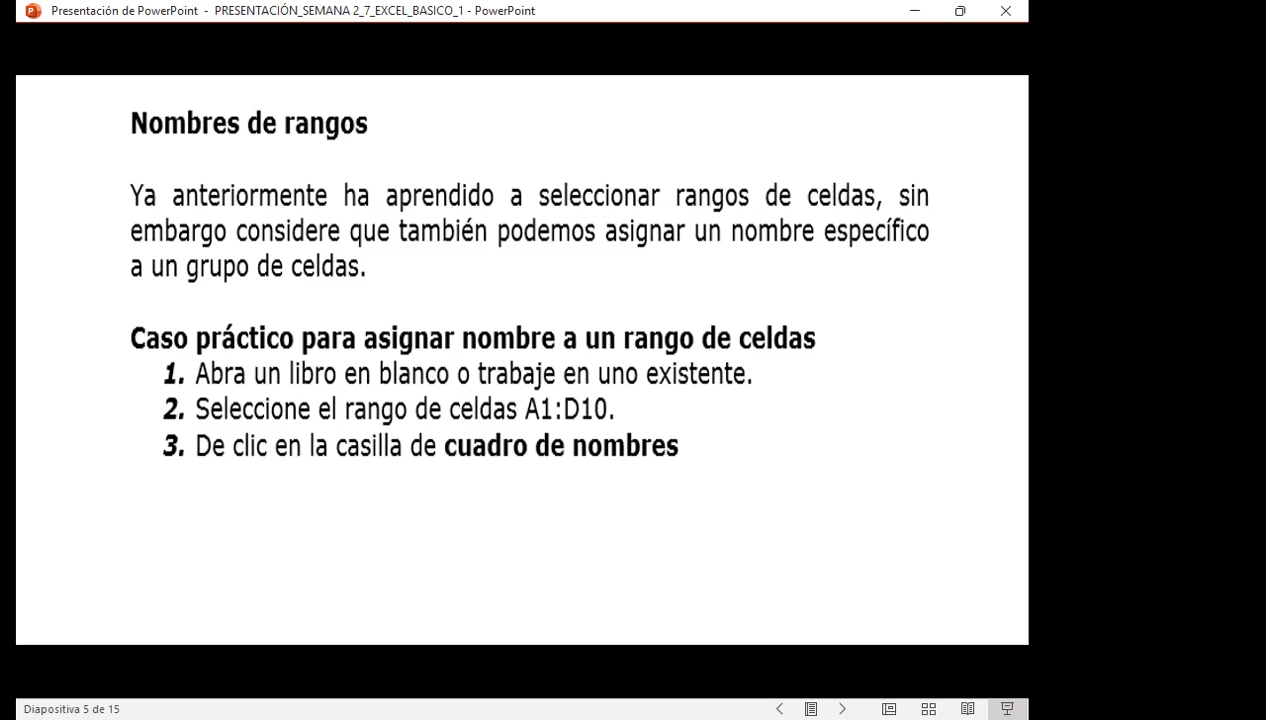 Presentación de PowerPoint - PRESENTACIÓN_SEMANA 2_7_EXCEL_BASICO_1 - PowerPoint
Nombres de rangos
Ya anteriormente ha aprendido a seleccionar rangos de celdas, sin
embargo considere que también podemos asignar un nombre específico
a un grupo de celdas.
Caso práctico para asignar nombre a un rango de celdas
1. Abra un libro en blanco o trabaje en uno existente.
2. Seleccione el rango de celdas A1:D10.
3. De clic en la casilla de cuadro de nombres
Diapositiva 5 de 15